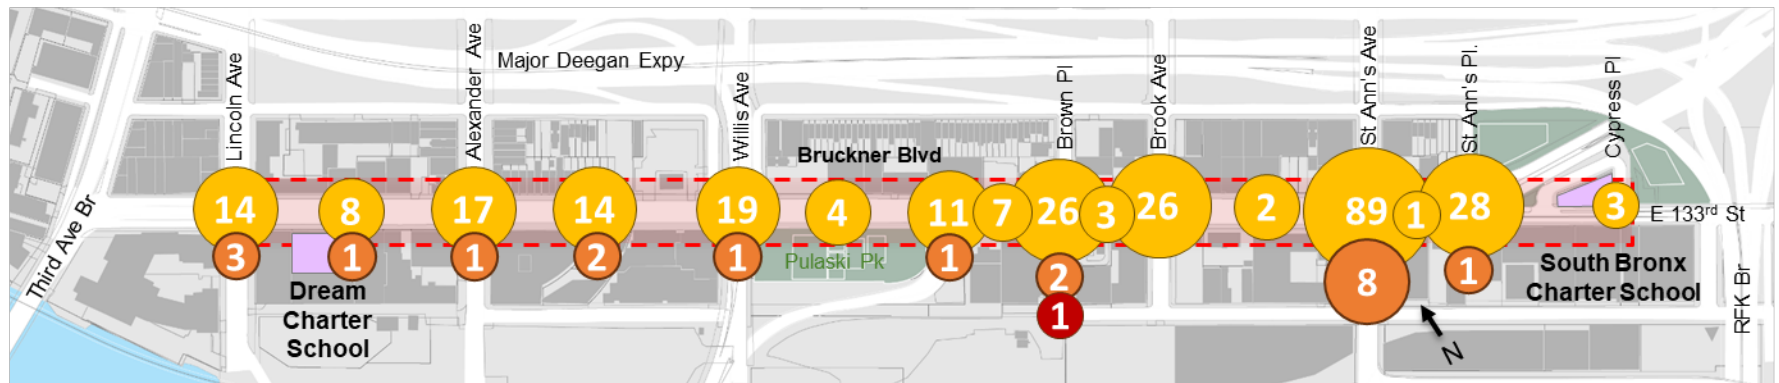 Major Deegan Expy
Lincoln Ave
Alexander Ave
Willis Ave
Brown Pl
Brook Ave
St Ann's Ave
St Ann's Pl.
Cypress Pl
Bruckner Blvd
14
8
17
14
19
4
11
7
26
3
26
2
89
1
28
3
E 133rd St
Third Ave Br
3
1
1
2
1
Pulaski Pk
1
2
1
8
1
Dream
Charter
School
South Bronx
Charter School
N
RFK Br